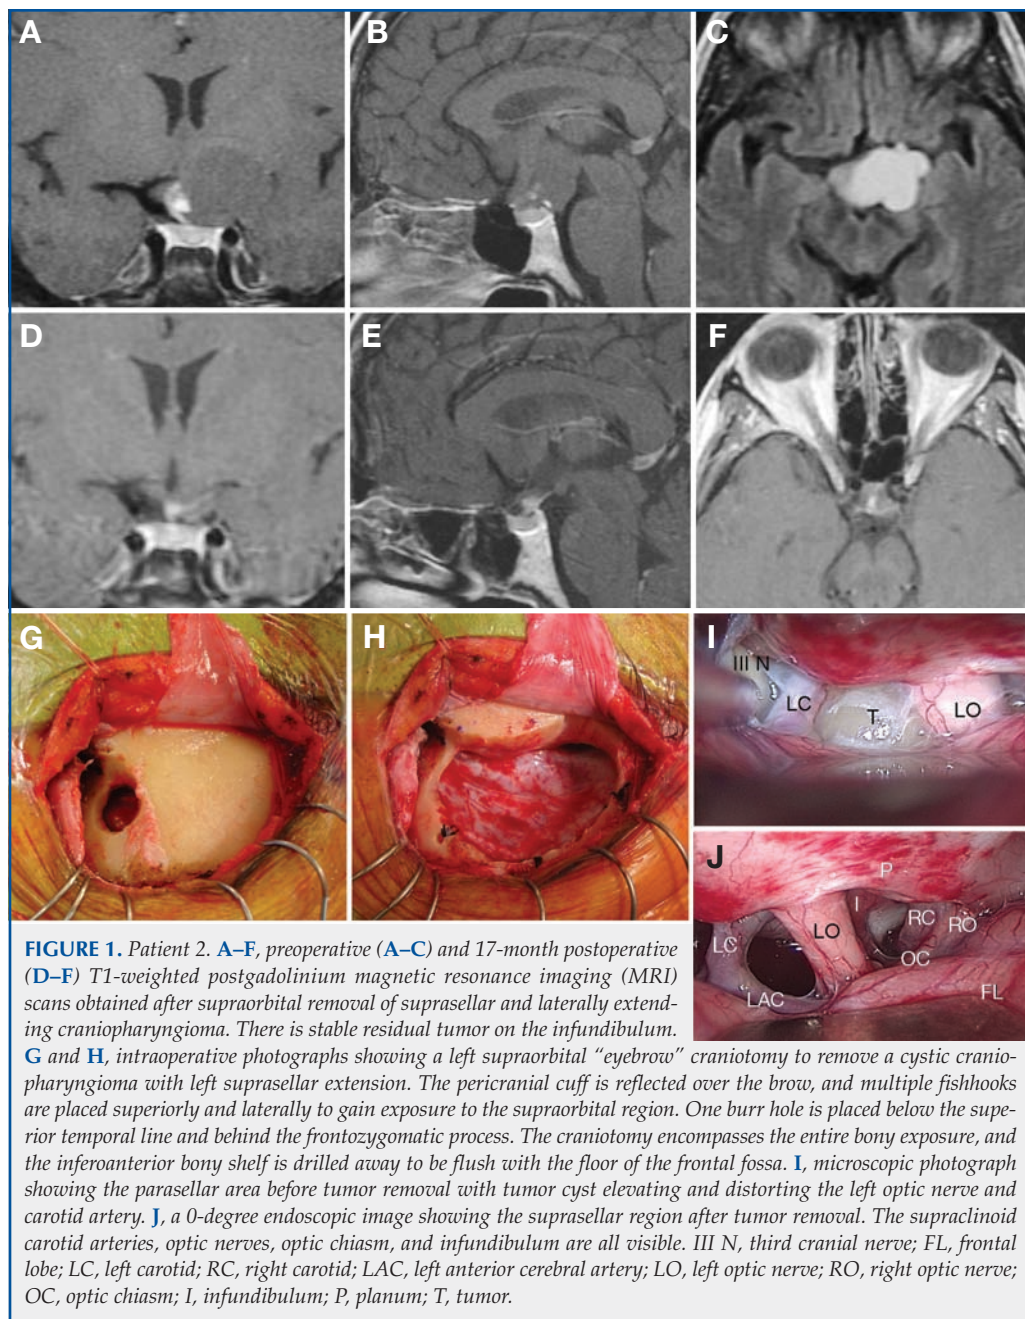 A
B
C
D
E
F
G
H
I
III N
LC
T
LO
J
P
I
RC
RO
LO
LC
OC
LAC
FL
FIGURE 1. Patient 2. A–F, preoperative (A–C) and 17-month postoperative
(D–F) T1-weighted postgadolinium magnetic resonance imaging (MRI)
scans obtained after supraorbital removal of suprasellar and laterally extend-
ing craniopharyngioma. There is stable residual tumor on the infundibulum.
G and H, intraoperative photographs showing a left supraorbital “eyebrow” craniotomy to remove a cystic cranio-
pharyngioma with left suprasellar extension. The pericranial cuff is reflected over the brow, and multiple fishhooks
are placed superiorly and laterally to gain exposure to the supraorbital region. One burr hole is placed below the supe-
rior temporal line and behind the frontozygomatic process. The craniotomy encompasses the entire bony exposure, and
the inferoanterior bony shelf is drilled away to be flush with the floor of the frontal fossa. I, microscopic photograph
showing the parasellar area before tumor removal with tumor cyst elevating and distorting the left optic nerve and
carotid artery. J, a 0-degree endoscopic image showing the suprasellar region after tumor removal. The supraclinoid
carotid arteries, optic nerves, optic chiasm, and infundibulum are all visible. III N, third cranial nerve; FL, frontal
lobe; LC, left carotid; RC, right carotid; LAC, left anterior cerebral artery; LO, left optic nerve; RO, right optic nerve;
OC, optic chiasm; I, infundibulum; P, planum; T, tumor.